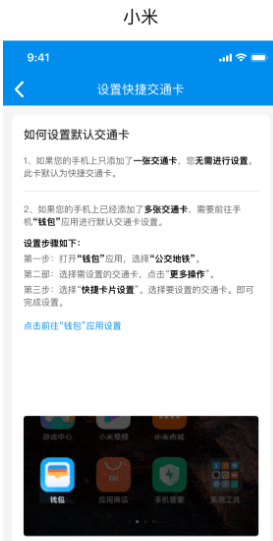 小米
9:41
设置快捷交通卡
如何设置默认交通卡
1、如果您的手机上只添加了一张交通卡，您无需进行设置。
此卡默认为快捷交通卡。
2、如果您的手机上已经添加了多张交通卡，需要前往手
机“钱包”应用进行默认交通卡设置。
设置步骤如下：
第一步：打开“钱包”应用，选择“公交地铁”。
第二部：选择需设置的交通卡，点击“更多操作”。
第三步：选择“快捷卡片设置”。选择要设置的交通卡。即可
完成设置。
点击前往“钱包”应用设置
游戏中心 小米视频 小米商城
mi
钱包 应用商店 手机管家 系统工具